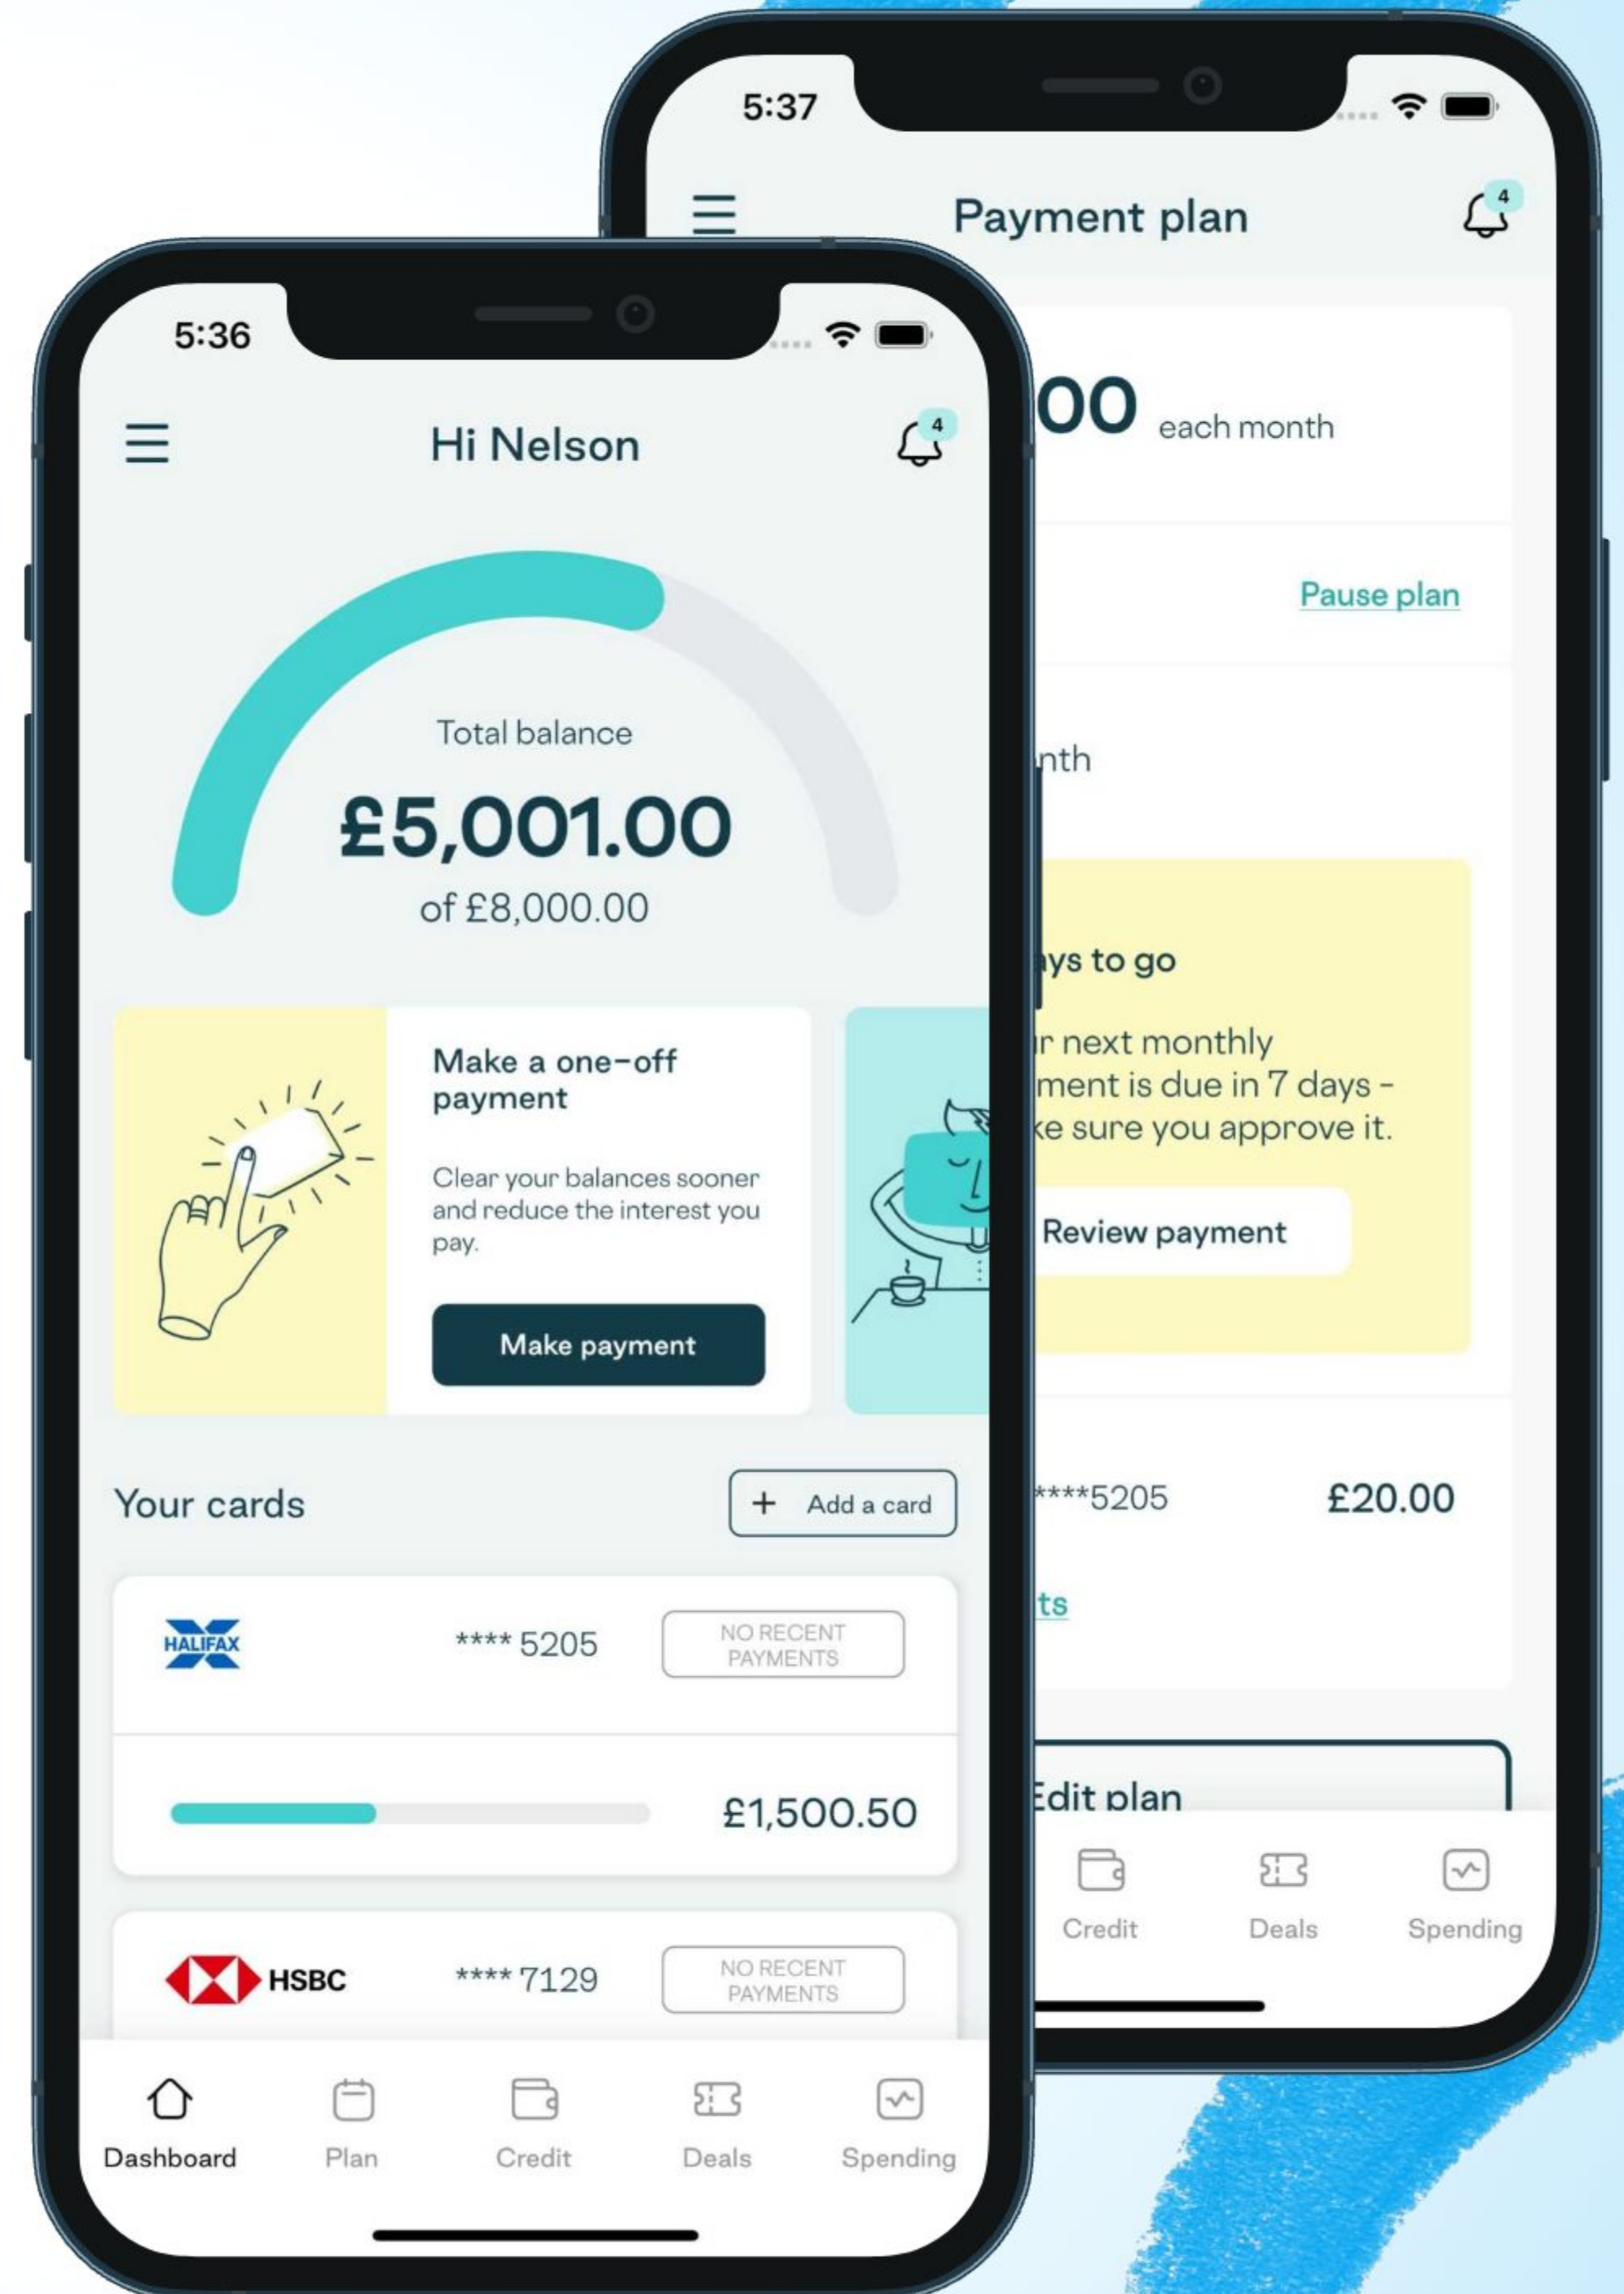 5:37
Payment plan
4
00 each month
Pause plan
nth
ays to go
r next monthly
ment is due in 7 days –
ke sure you approve it.
Review payment
****5205 £20.00
ts
Edit plan
Credit Deals Spending
5:36
Hi Nelson
4
Total balance
£5,001.00
of £8,000.00
Make a one-off
payment
Clear your balances sooner
and reduce the interest you
pay.
Make payment
Your cards
+ Add a card
HALIFAX
**** 5205
NO RECENT
PAYMENTS
£1,500.50
HSBC
**** 7129
NO RECENT
PAYMENTS
Dashboard Plan Credit Deals Spending